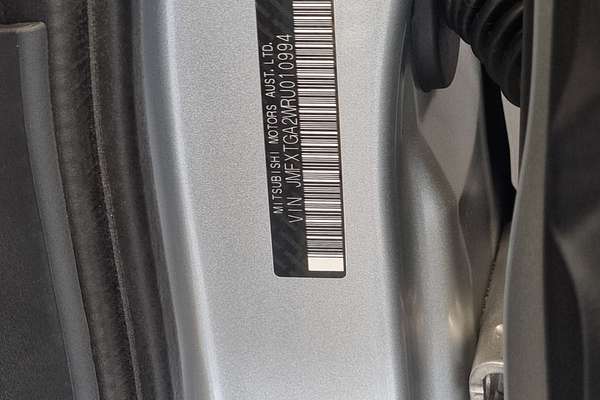 MITSUBISHI MOTORS AUST.LTD.
VIN JMFXTGA2WRU010994